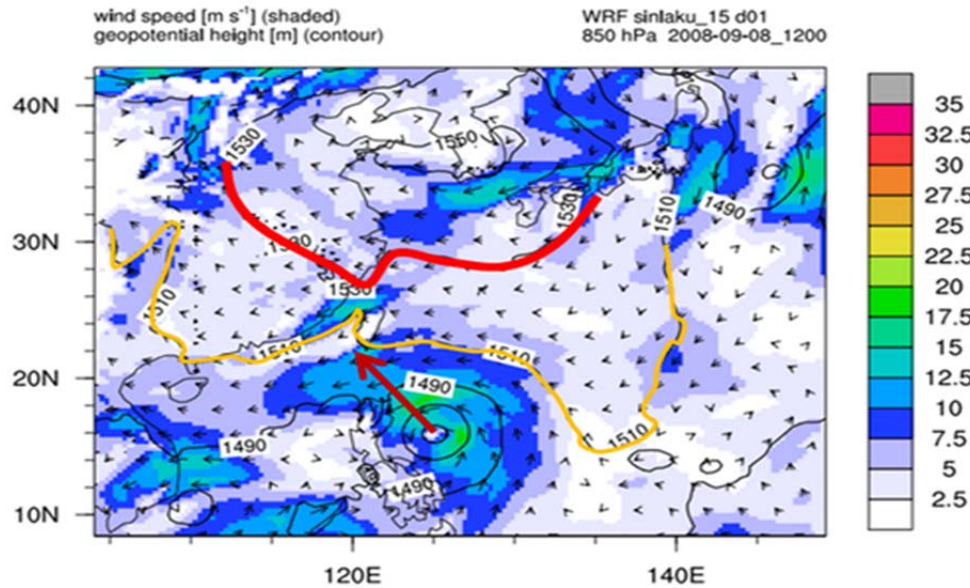 wind speed [m s⁻¹] (shaded)
geopotential height [m] (contour)
WRF sinlaku_15 d01
850 hPa 2008-09-08_1200
40N
30N
20N
10N
120E
140E
1530
1550
1530
1510
1490
1530
1530
1510
1510
1510
1490
1510
1490
1490
35
32.5
30
27.5
25
22.5
20
17.5
15
12.5
10
7.5
5
2.5